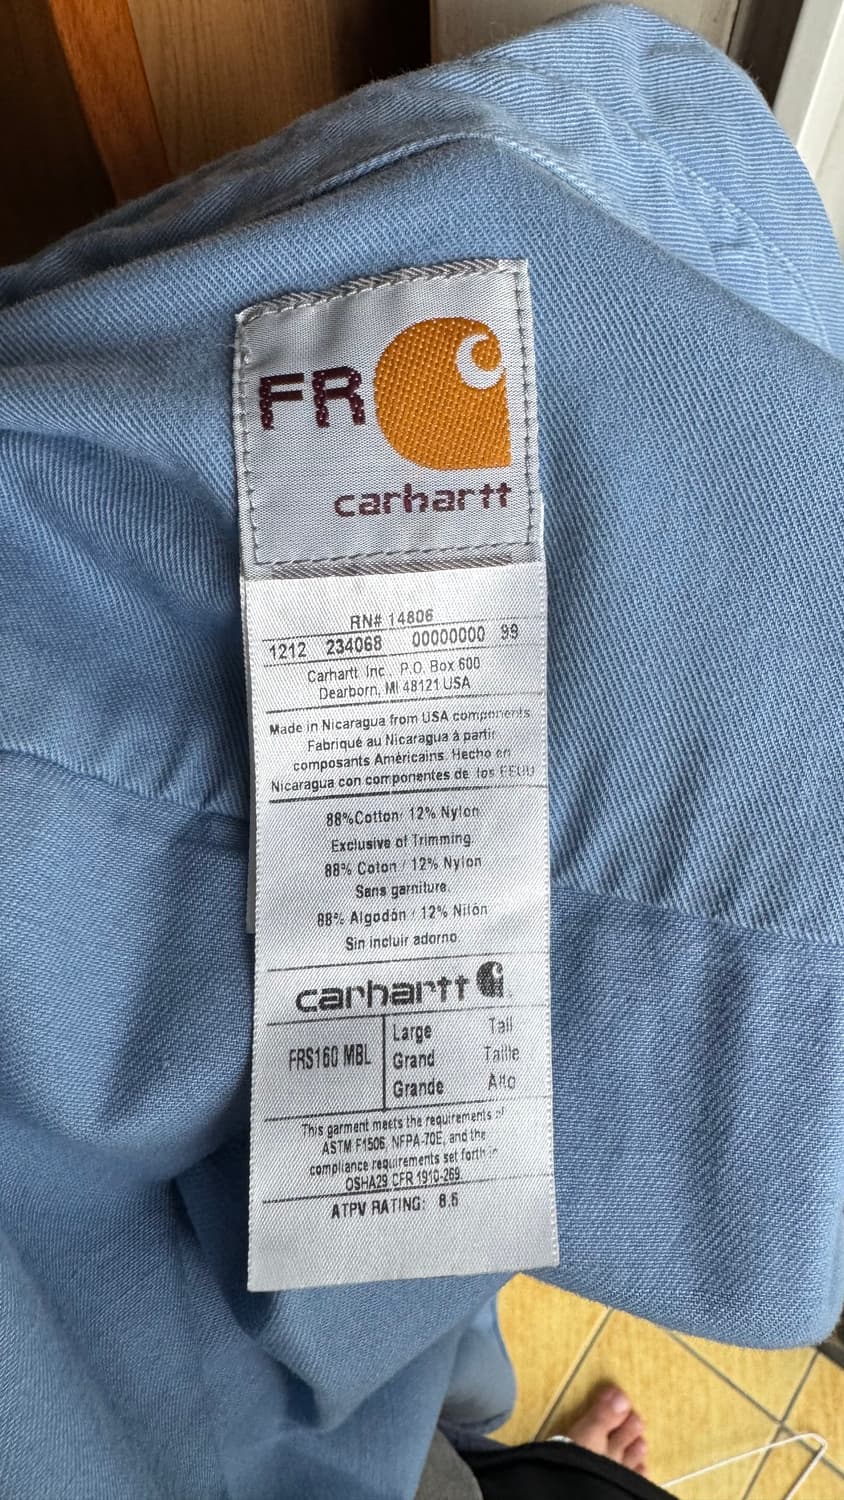 FR
carhartt
RN# 14806
1212 234068 00000000 99
Carhartt Inc. P.O. Box 600
Dearborn, MI 48121 USA
Made in Nicaragua from USA components.
Fabriqué au Nicaragua à partir
composants Américains. Hecho en
Nicaragua con componentes de los EEUU
88%Cotton/ 12% Nylon
Exclusive of Trimming.
88% Coton / 12% Nylon
Sans garniture.
88% Algodón / 12% Nilón
Sin incluir adorno.
carhartt
FRS160 MBL
Large Tall
Grand Taille
Grande Alto
This garment meets the requirements of
ASTM F1506, NFPA-70E, and the
compliance requirements set forth in
OSHA29 CFR 1910-269.
ATPV RATING: 8.6